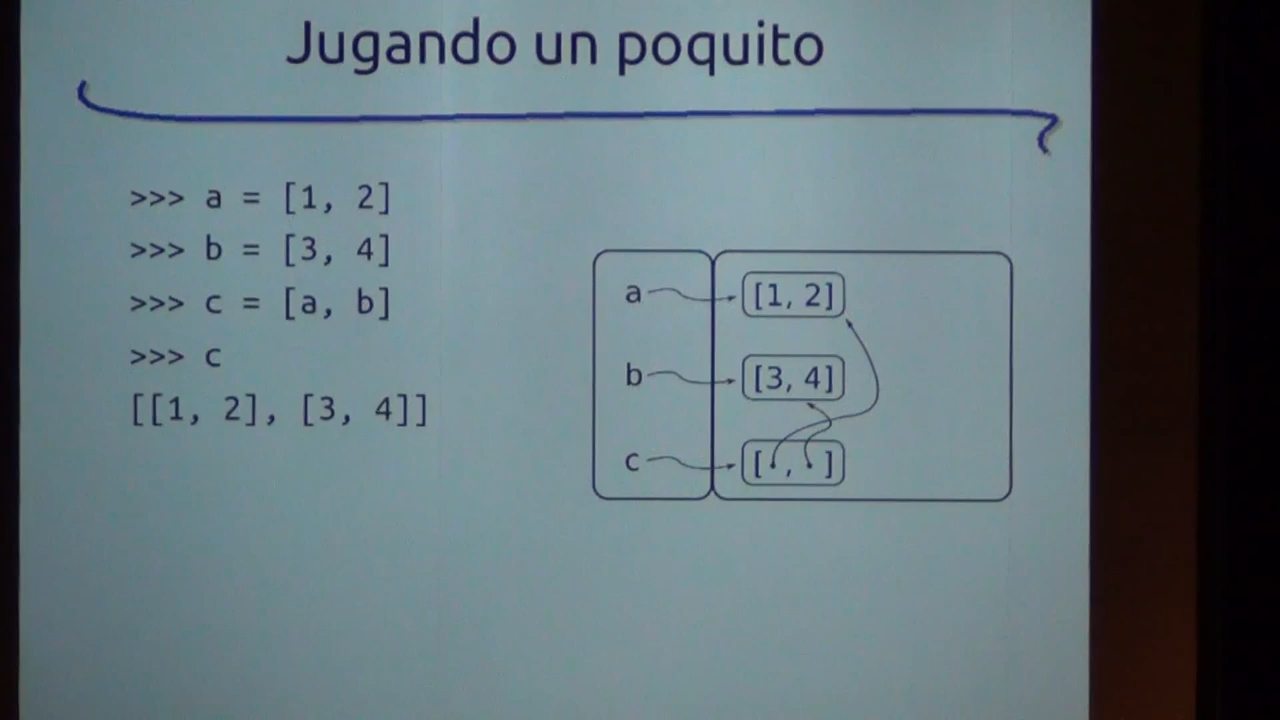 Jugando un poquito
>>> a = [1, 2]
>>> b = [3, 4]
>>> c = [a, b]
>>> c
[[1, 2], [3, 4]]
a [1, 2]
b [3, 4]
c [ , ]